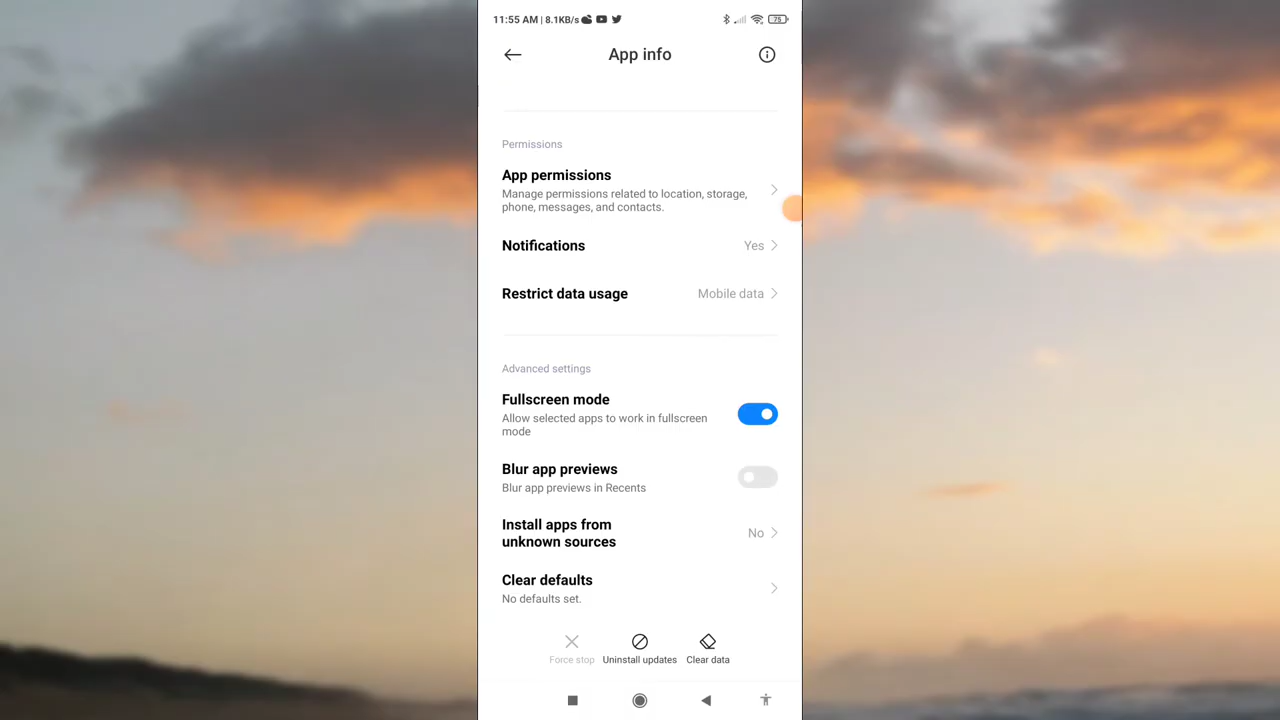 11:55 AM | 8.1KB/s
75
App info
Permissions
App permissions
Manage permissions related to location, storage,
phone, messages, and contacts.
Notifications
Yes
Restrict data usage
Mobile data
Advanced settings
Fullscreen mode
Allow selected apps to work in fullscreen
mode
Blur app previews
Blur app previews in Recents
Install apps from
unknown sources
No
Clear defaults
No defaults set.
Force stop
Uninstall updates
Clear data